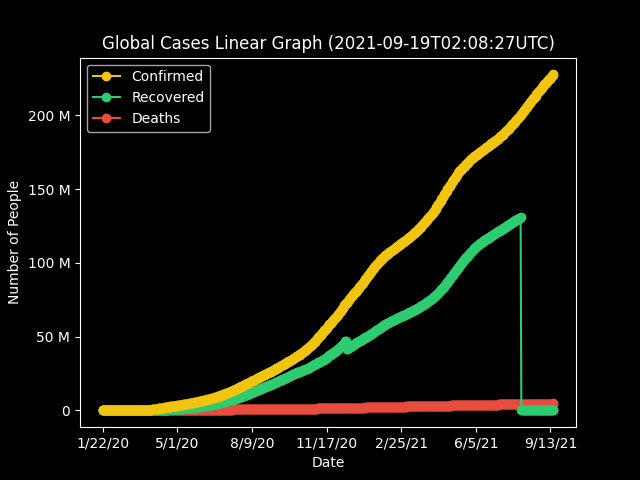 Global Cases Linear Graph (2021-09-19T02:08:27UTC)
Confirmed
Recovered
Deaths
200 M
150 M
100 M
50 M
0
Number of People
1/22/20 5/1/20 8/9/20 11/17/20 2/25/21 6/5/21 9/13/21
Date